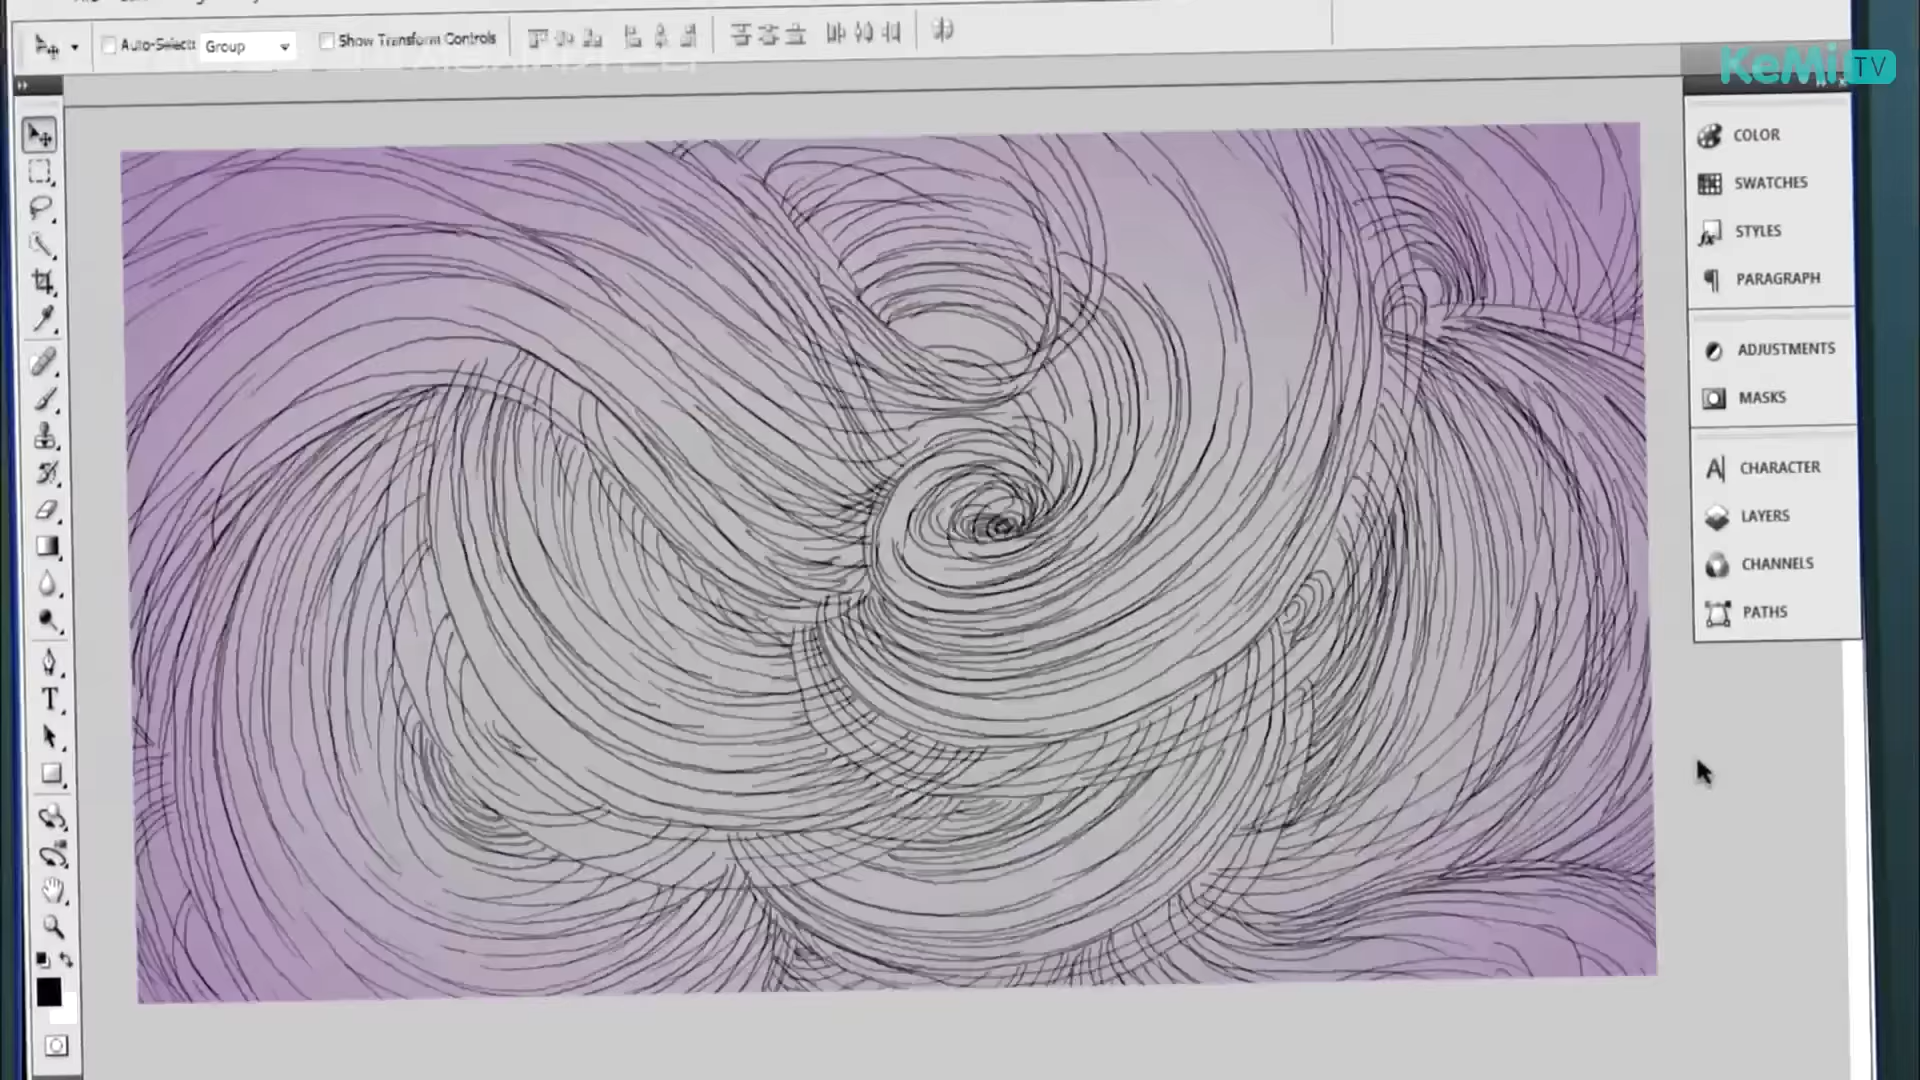 Auto-Select: Group Show Transform Controls
KeMi TV
COLOR
SWATCHES
STYLES
PARAGRAPH
ADJUSTMENTS
MASKS
CHARACTER
LAYERS
CHANNELS
PATHS
T